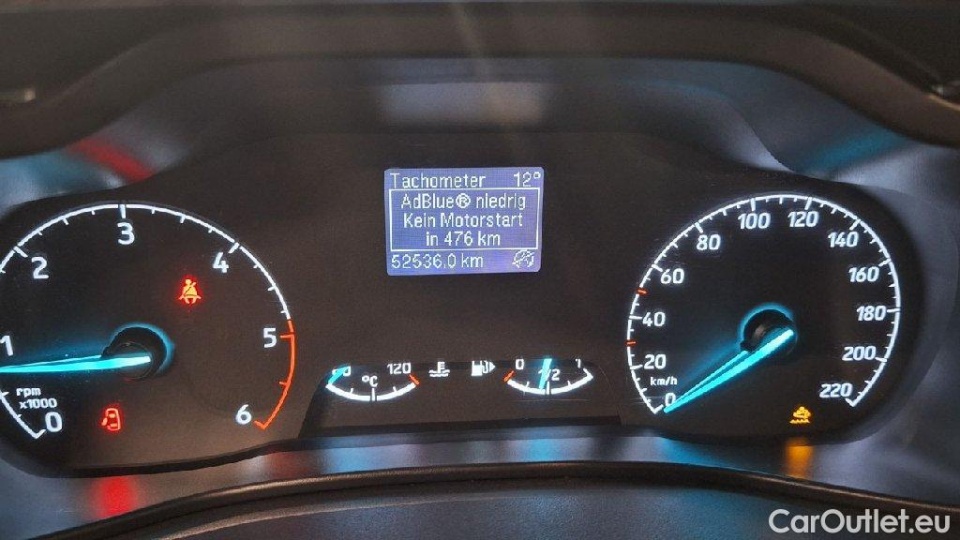 Tachometer 12°
AdBlue® niedrig
Kein Motorstart
in 476 km
52536.0 km
0
1
2
3
4
5
6
rpm
x1000
120
°C
0 1/2 1
0
20
40
60
80
100
120
140
160
180
200
220
km/h
CarOutlet.eu